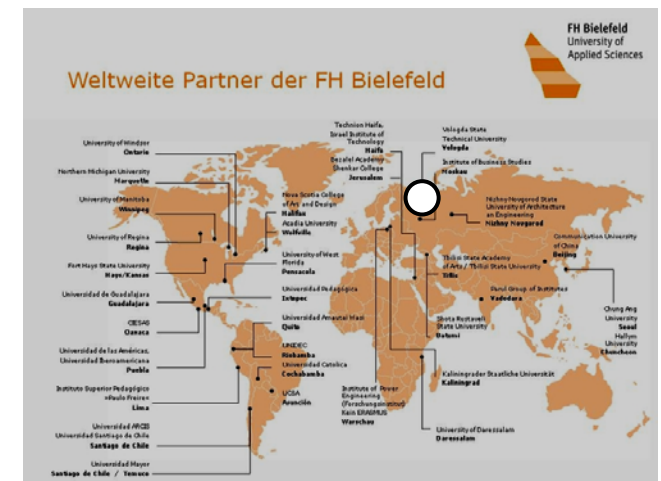 FH Bielefeld
University of
Applied Sciences
Weltweite Partner der FH Bielefeld
University of Windsor
Ontario
Northern Michigan University
Marquette
University of Manitoba
Winnipeg
University of Regina
Regina
Fort Hays State University
Hays/Kansas
Universidad de Guadalajara
Guadalajara
CIESAS
Oaxaca
Universidad de las Américas,
Universidad Iberoamericana
Puebla
Instituto Superior Pedagógico
»Paulo Freire«
Lima
Universidad ARCIS
Universidad Santiago de Chile
Santiago de Chile
Universidad Mayor
Santiago de Chile / Temuco
Nova Scotia College
of Art and Design
Halifax
Acadia University
Wolfville
University of West
Florida
Pensacola
Universidad Pedagógica
Ixtepec
Universidad Amautai Wasi
Quito
UNIDEC
Riobamba
Universidad Catolica
Cochabamba
UCSA
Asunción
Technion Haifa,
Israel Institute of
Technology
Haifa
Bezalel Academy
Shenkar College
Jerusalem
Vologda State
Technical University
Vologda
Institute of Business Studies
Moskau
Nizhny Novgorod State
University of Architecture
an Engineering
Nizhny Novgorod
Communication University
of China
Beijing
Tbilisi State Academy
of Arts / Tbilisi State University
Tiflis
Parul Group of Institutes
Vadodara
Shota Rustaveli
State University
Batumi
Chung Ang
University
Seoul
Hallym
University
Chuncheon
Kaliningrader Staatliche Universität
Kaliningrad
Institute of Power
Engineering
(Forschungsinstitut)
Kein ERASMUS
Warschau
University of Daressalam
Daressalam